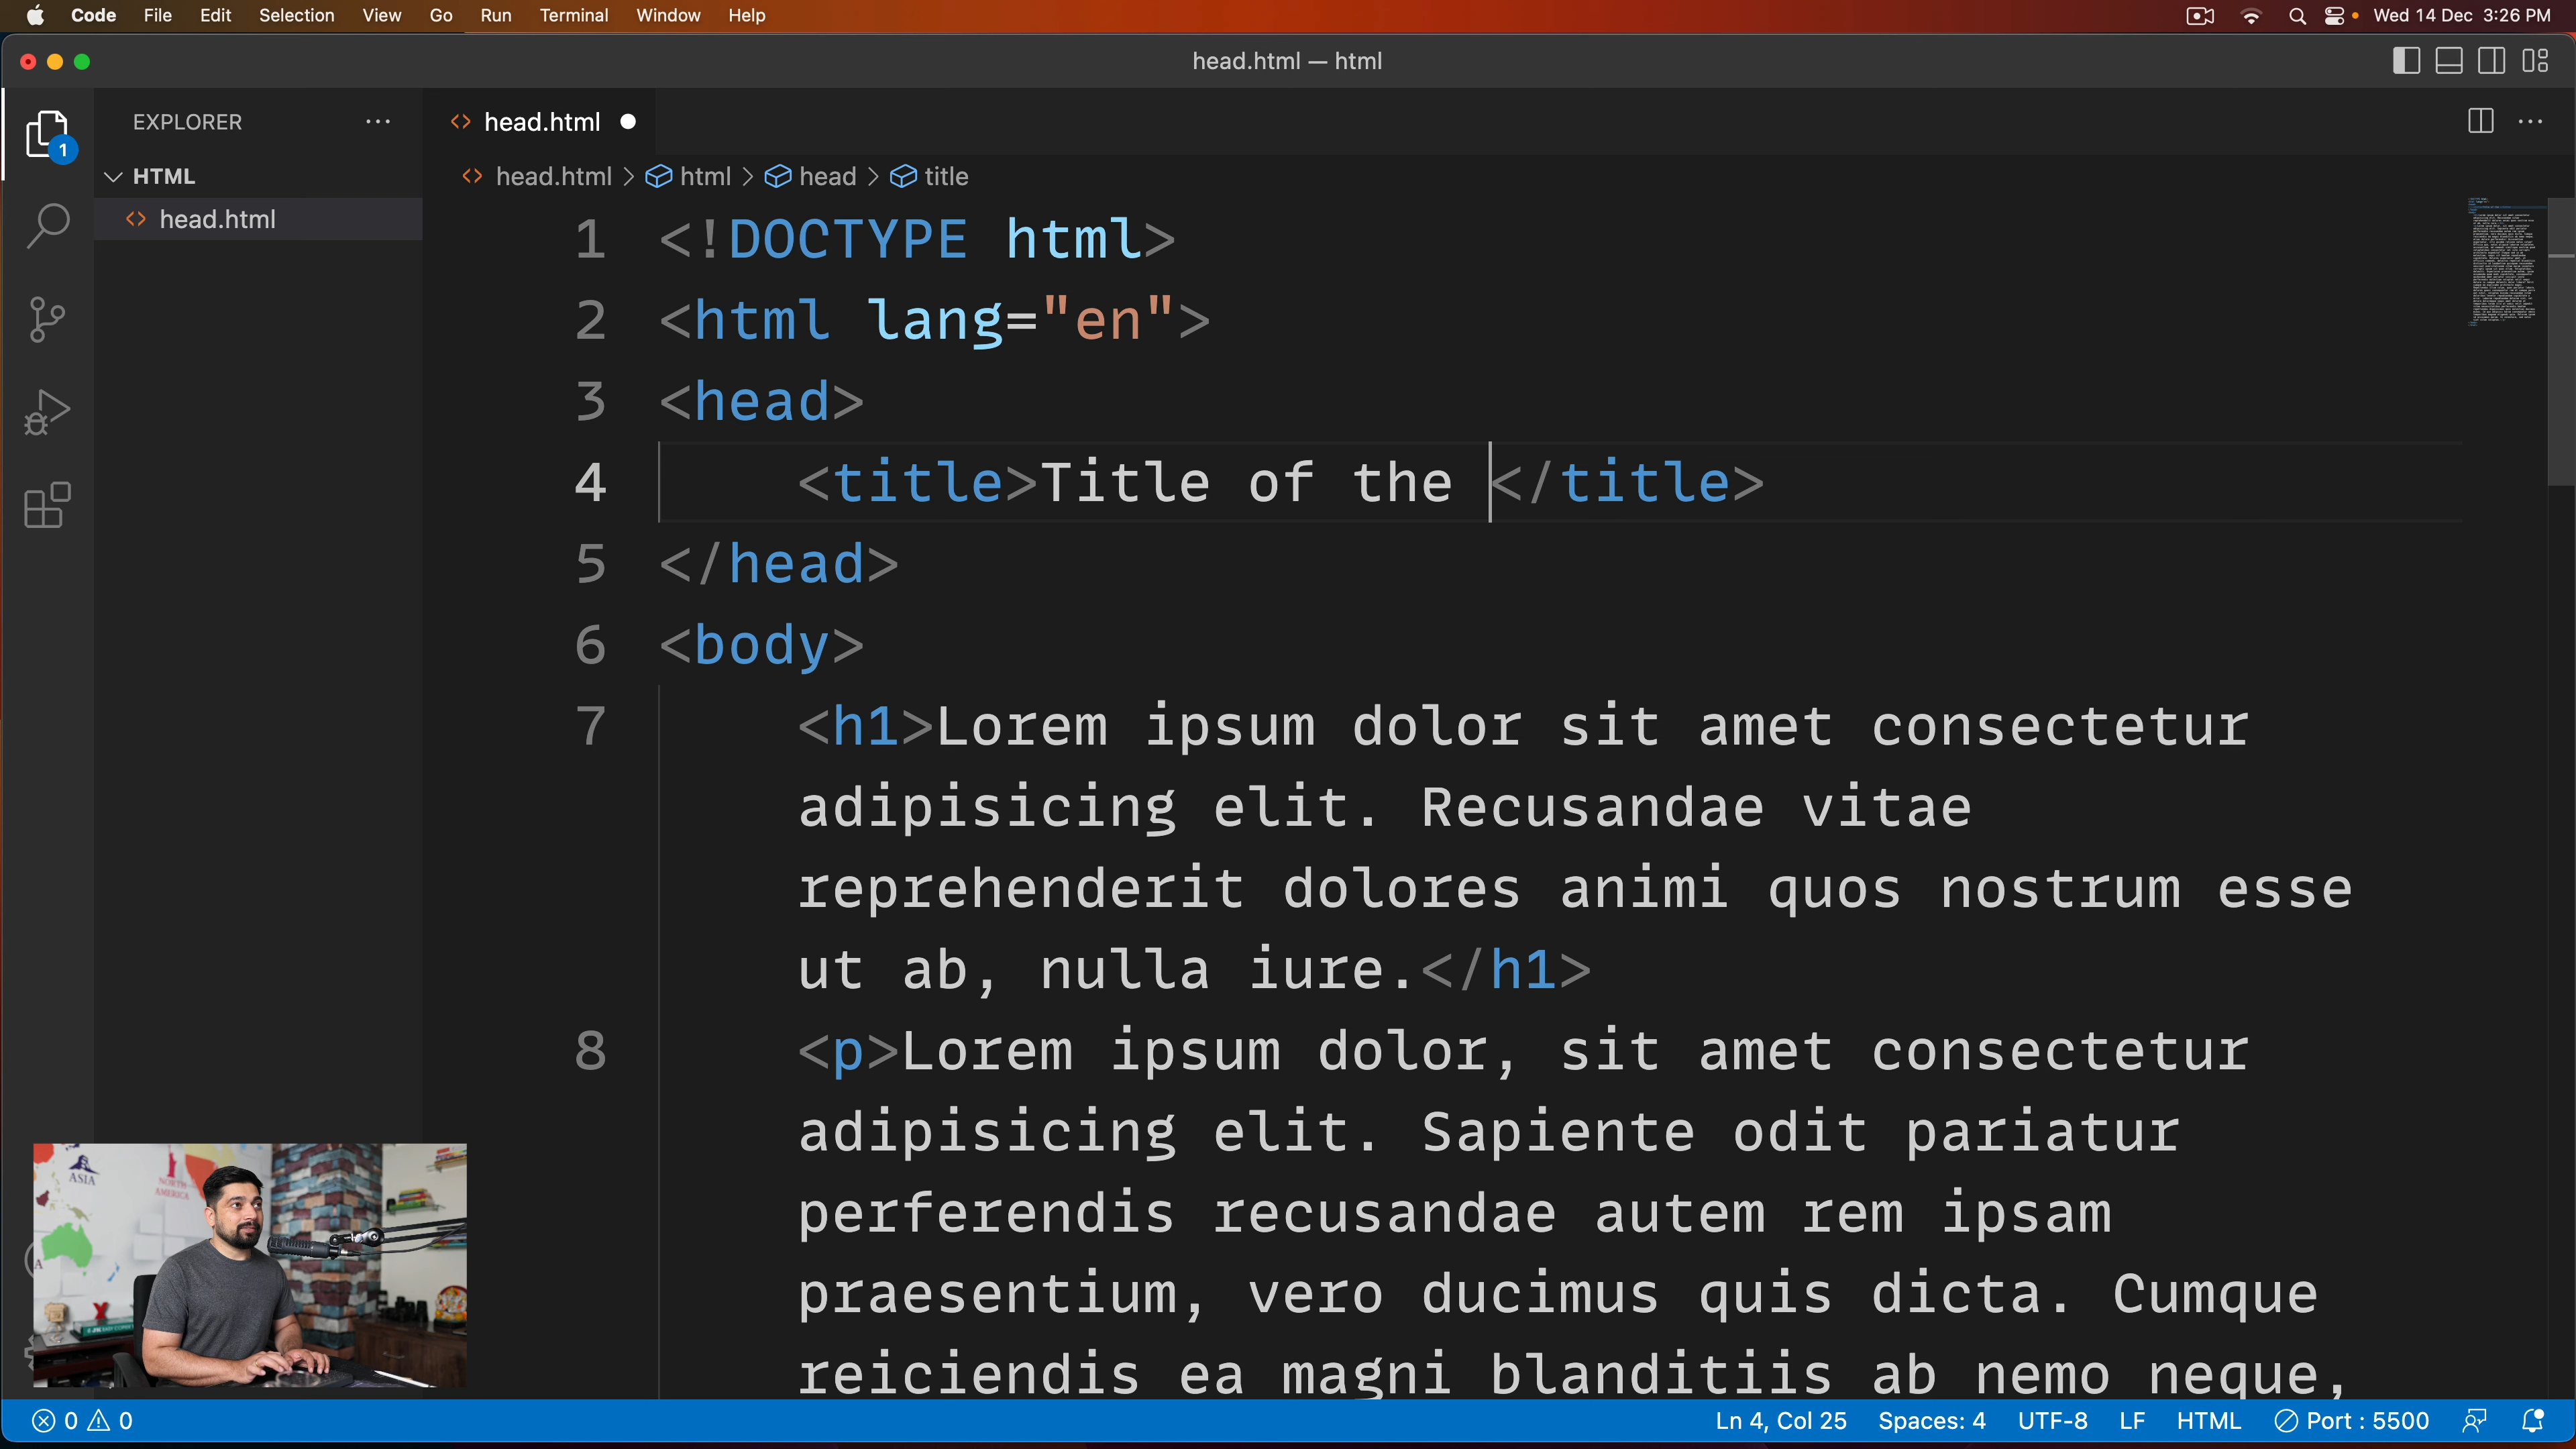 Code File Edit Selection View Go Run Terminal Window Help Wed 14 Dec 3:26 PM
head.html — html
EXPLORER
head.html
1
HTML
head.html > html > head > title
head.html
1 <!DOCTYPE html>
2 <html lang="en">
3 <head>
4 <title>Title of the </title>
5 </head>
6 <body>
7 <h1>Lorem ipsum dolor sit amet consectetur
adipisicing elit. Recusandae vitae
reprehenderit dolores animi quos nostrum esse
ut ab, nulla iure.</h1>
8 <p>Lorem ipsum dolor, sit amet consectetur
adipisicing elit. Sapiente odit pariatur
perferendis recusandae autem rem ipsam
praesentium, vero ducimus quis dicta. Cumque
reiciendis ea magni blanditiis ab nemo neque,
ASIA
NORTH
AMERICA
0 0 Ln 4, Col 25 Spaces: 4 UTF-8 LF HTML Port : 5500